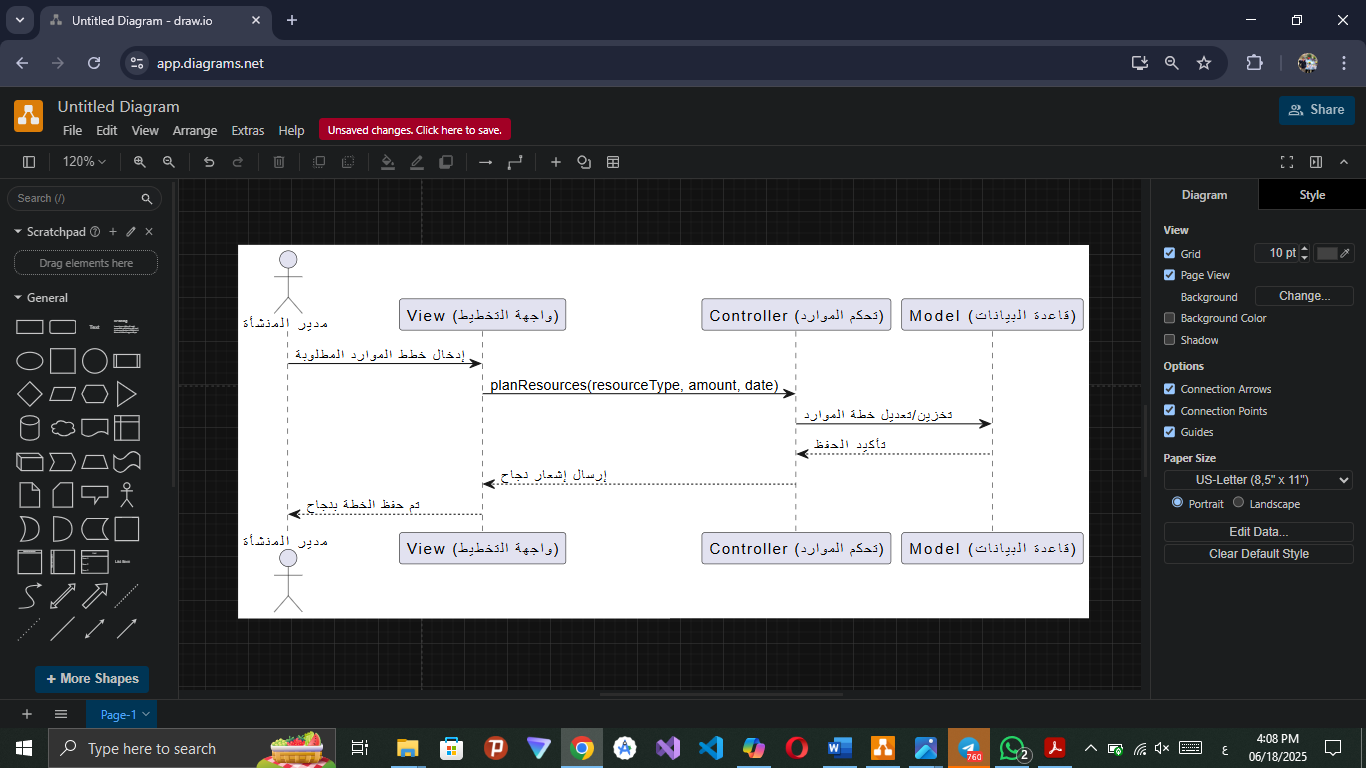 Untitled Diagram - draw.io
app.diagrams.net
Untitled Diagram
File Edit View Arrange Extras Help
Unsaved changes. Click here to save.
Share
120%
Search (/)
Scratchpad
Drag elements here
General
Text
Heading
List Item
+ More Shapes
مدير المنشأة
View (واجهة التخطيط)
Controller (تحكم الموارد)
Model (قاعدة البيانات)
إدخال خطط الموارد المطلوبة
planResources(resourceType, amount, date)
تخزين/تعديل خطة الموارد
تأكيد الحفظ
إرسال إشعار نجاح
تم حفظ الخطة بنجاح
مدير المنشأة
View (واجهة التخطيط)
Controller (تحكم الموارد)
Model (قاعدة البيانات)
Diagram
Style
View
Grid
10 pt
Page View
Background
Change...
Background Color
Shadow
Options
Connection Arrows
Connection Points
Guides
Paper Size
US-Letter (8,5" x 11")
Portrait
Landscape
Edit Data...
Clear Default Style
Page-1
Type here to search
760
2
ع
4:08 PM
06/18/2025